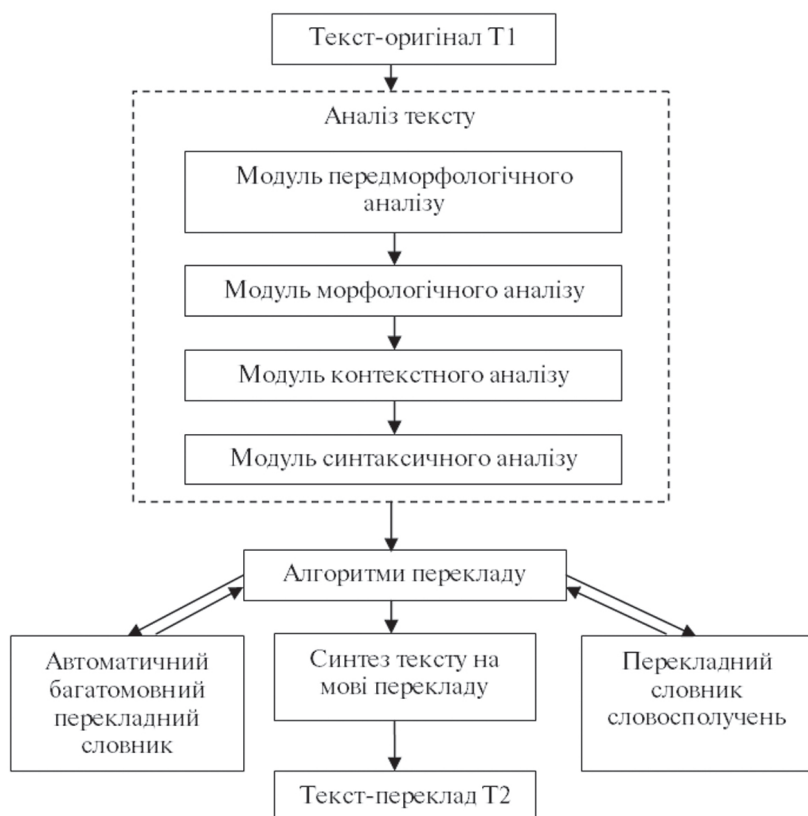 Текст-оригінал Т1
Аналіз тексту
Модуль передморфологічного
аналізу
Модуль морфологічного аналізу
Модуль контекстного аналізу
Модуль синтаксичного аналізу
Алгоритми перекладу
Автоматичний
багатомовний
перекладний
словник
Синтез тексту на
мові перекладу
Перекладний
словник
словосполучень
Текст-переклад Т2